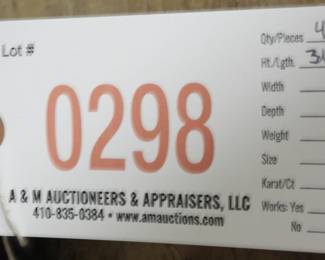 Lot #
0298
A & M AUCTIONEERS & APPRAISERS, LLC
410-835-0384 • www.amauctions.com
Qty/Pieces 4
Ht./Lgth.
Width
Depth
Weight
Size
Karat/Ct
Works: Yes
No